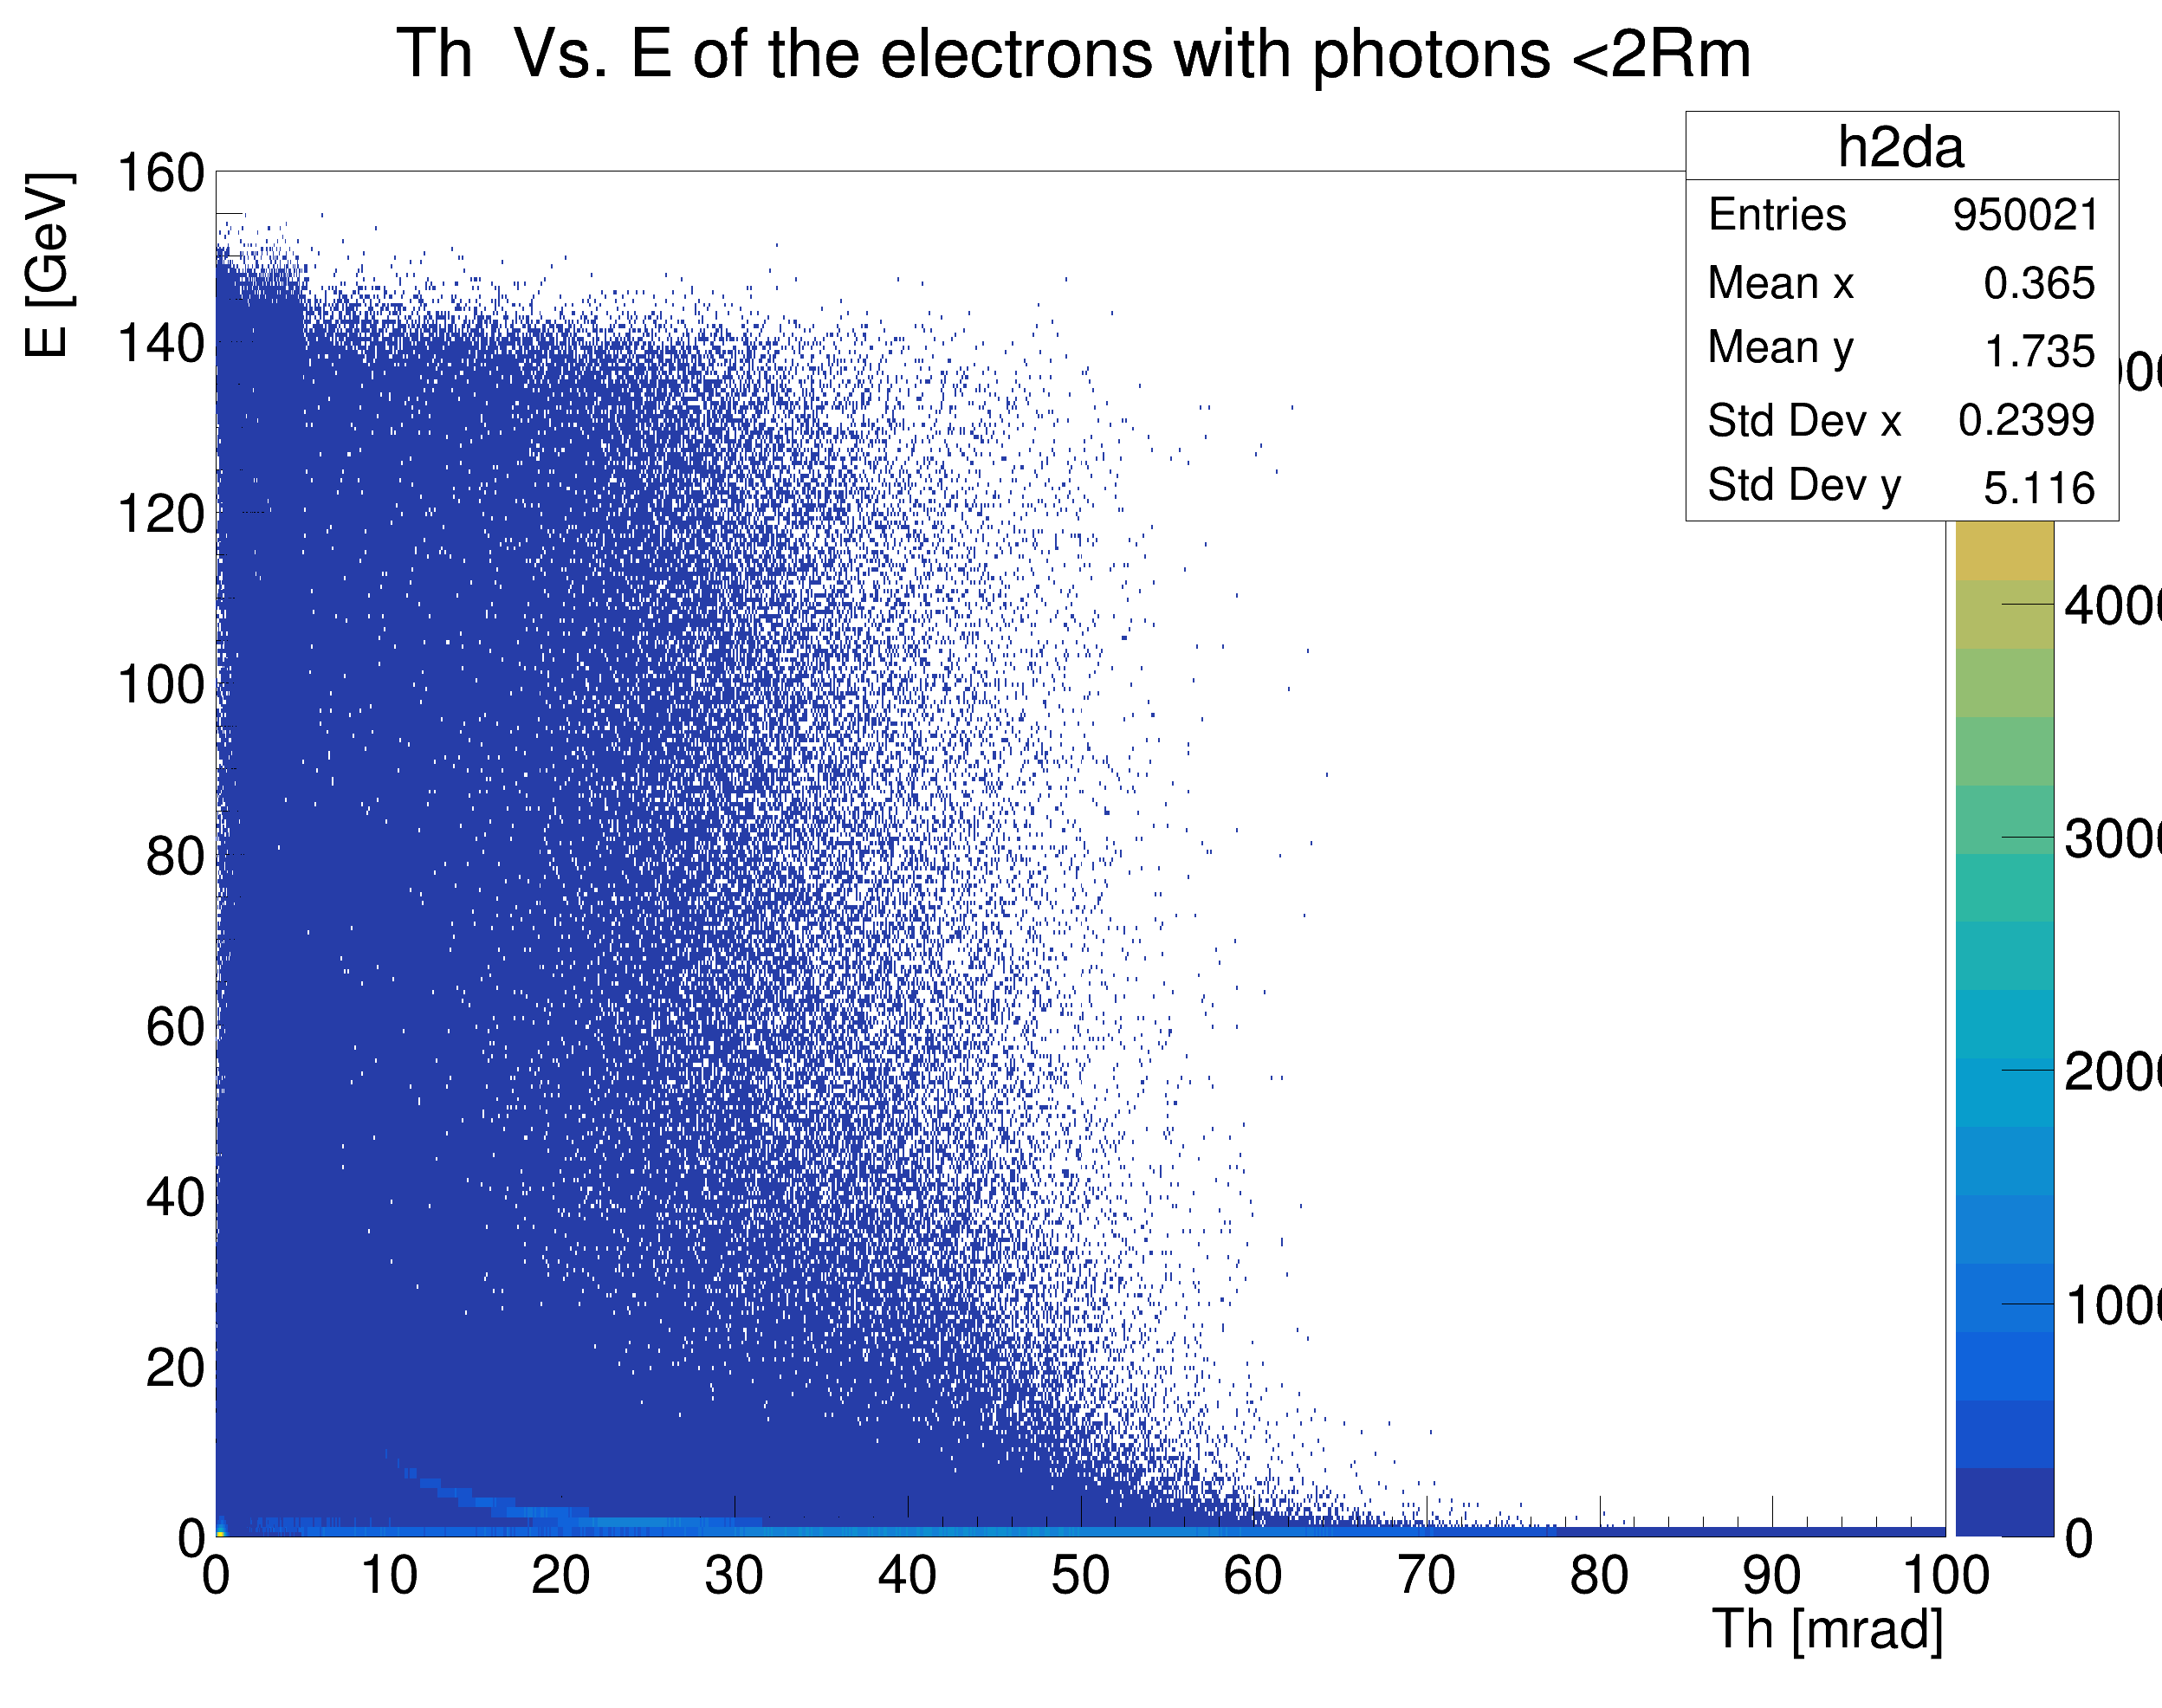 Th Vs. E of the electrons with photons <2Rm
h2da
Entries 950021
Mean x 0.365
Mean y 1.735
Std Dev x 0.2399
Std Dev y 5.116
E [GeV]
160
140
120
100
80
60
40
20
0
0 10 20 30 40 50 60 70 80 90 100
Th [mrad]
0